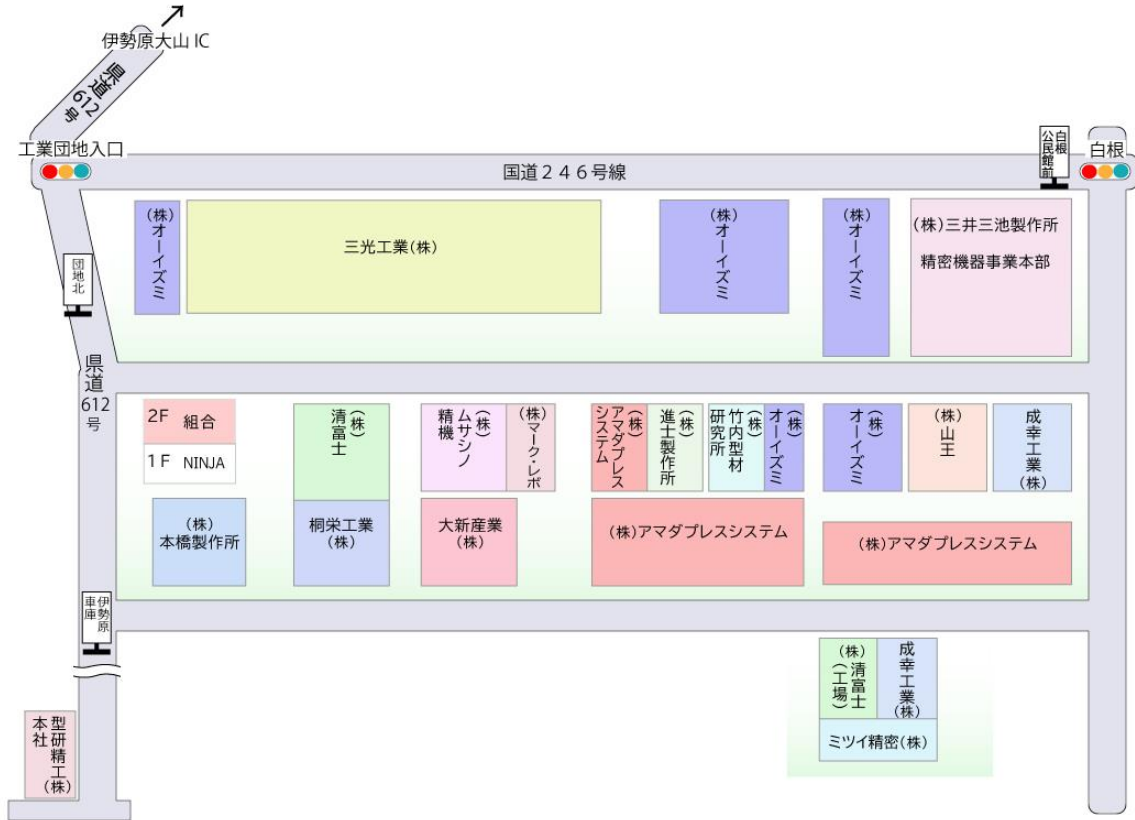 伊勢原大山IC
県道612号
工業団地入口
国道246号線
白根公民館前
白根
(株)オーイズミ
三光工業(株)
(株)オーイズミ
(株)オーイズミ
(株)三井三池製作所
精密機器事業本部
団地北
県道612号
2F 組合
1F NINJA
(株)清富士
(株)ムサシノ精機
(株)マーク・レボ
(株)アマダプレスシステム
(株)進士製作所
(株)竹内型材研究所
(株)オーイズミ
(株)オーイズミ
(株)山王
成幸工業(株)
(株)
本橋製作所
桐栄工業
(株)
大新産業
(株)
(株)アマダプレスシステム
(株)アマダプレスシステム
伊勢原車庫
(株)清富士(工場)
成幸工業(株)
ミツイ精密(株)
型研精工(株)本社